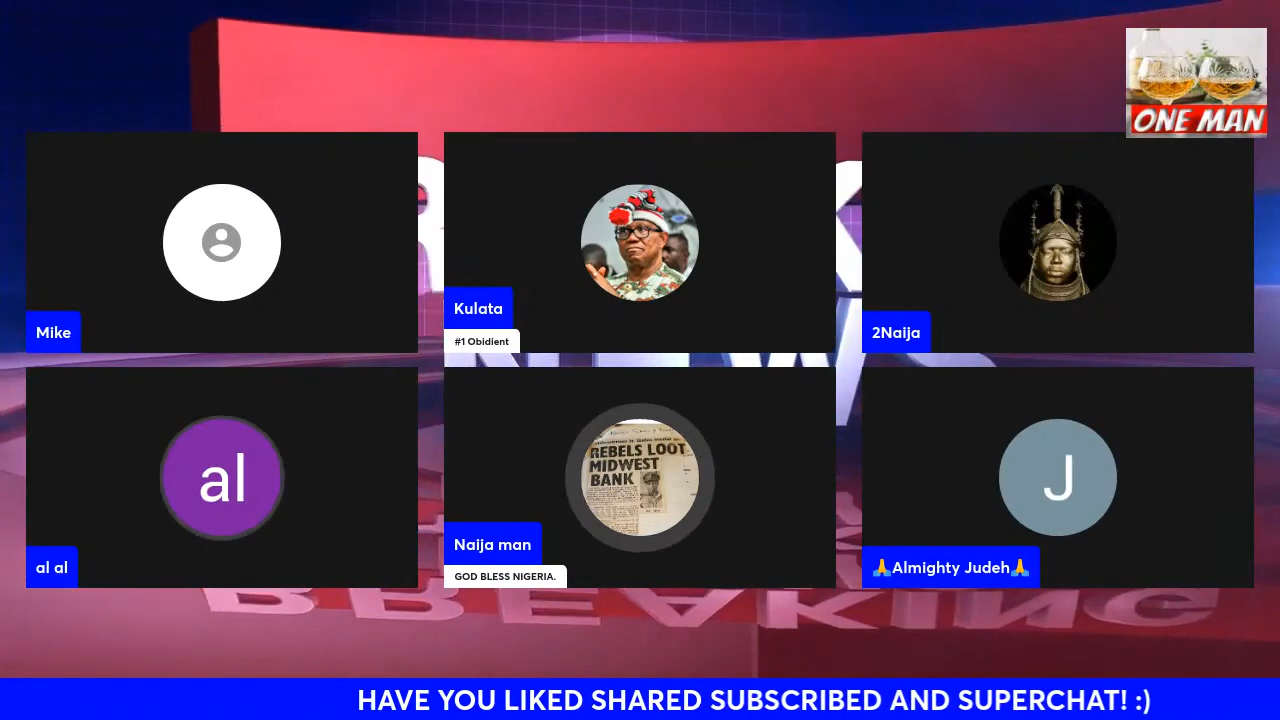 ONE MAN
Mike
Kulata
#1 Obidient
2Naija
al
al al
REBELS LOOT
MIDWEST
BANK
Naija man
GOD BLESS NIGERIA.
J
🙏Almighty Judeh🙏
BREAKING
HAVE YOU LIKED SHARED SUBSCRIBED AND SUPERCHAT! :)